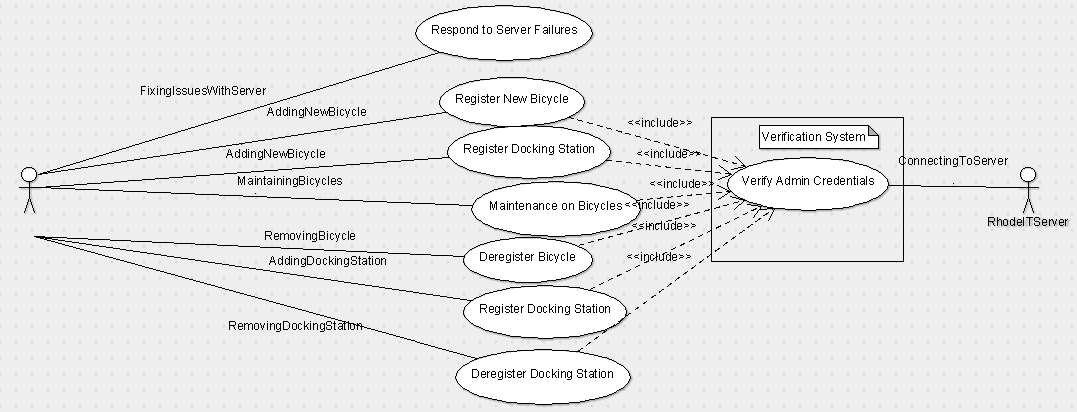 Respond to Server Failures
FixingIssuesWithServer
Register New Bicycle
AddingNewBicycle
<<include>>
Verification System
Register Docking Station
AddingNewBicycle
<<include>>
ConnectingToServer
MaintainingBicycles
<<include>>
Verify Admin Credentials
Maintenance on Bicycles
<<include>>
RhodeITServer
RemovingBicycle
Deregister Bicycle
<<include>>
AddingDockingStation
Register Docking Station
RemovingDockingStation
Deregister Docking Station